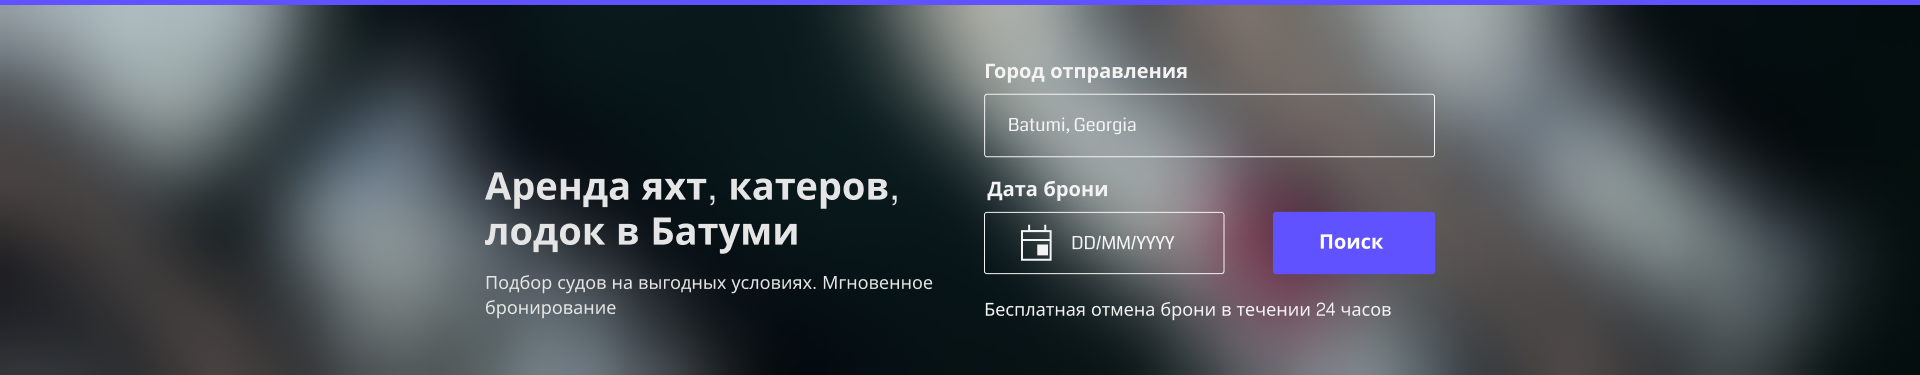 Аренда яхт, катеров,
лодок в Батуми
Подбор судов на выгодных условиях. Мгновенное
бронирование
Город отправления
Batumi, Georgia
Дата брони
DD/MM/YYYY
Поиск
Бесплатная отмена брони в течении 24 часов